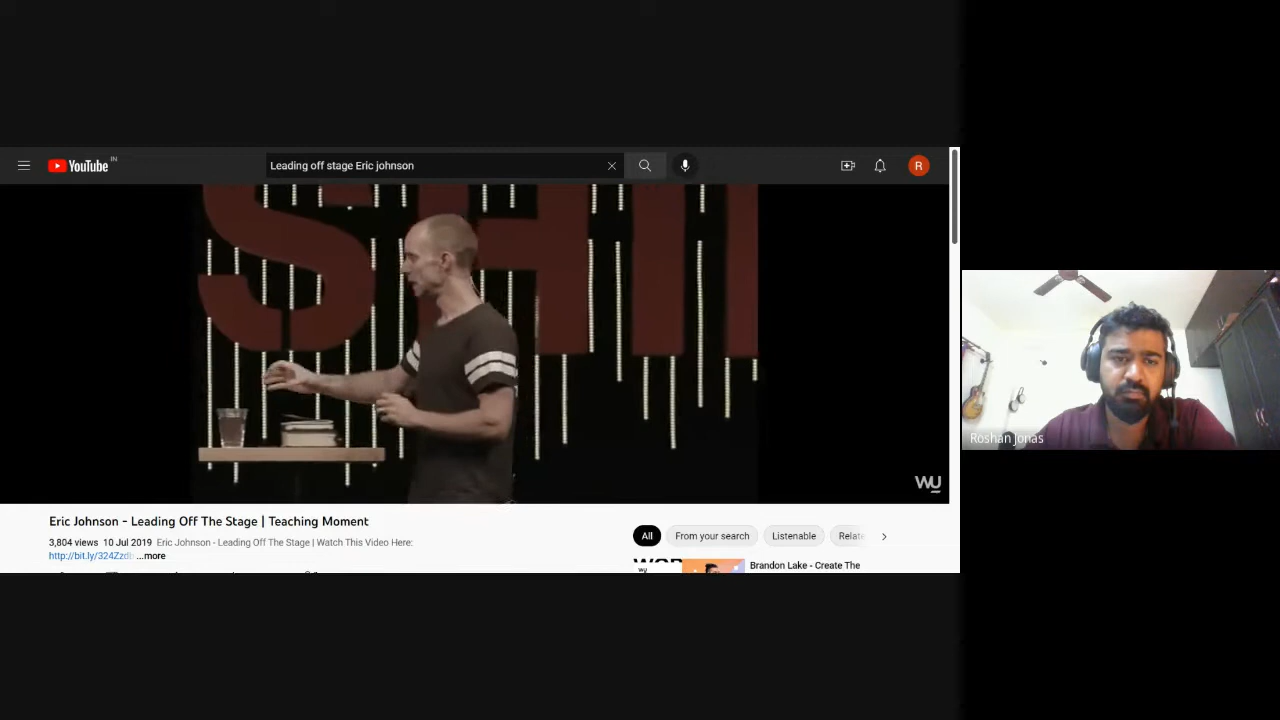 YouTube IN
Leading off stage Eric johnson
R
SHI
WU
Eric Johnson - Leading Off The Stage | Teaching Moment
3,804 views 10 Jul 2019 Eric Johnson - Leading Off The Stage | Watch This Video Here:
...more
All
From your search
Listenable
Relate
Brandon Lake - Create The
Roshan Jonas